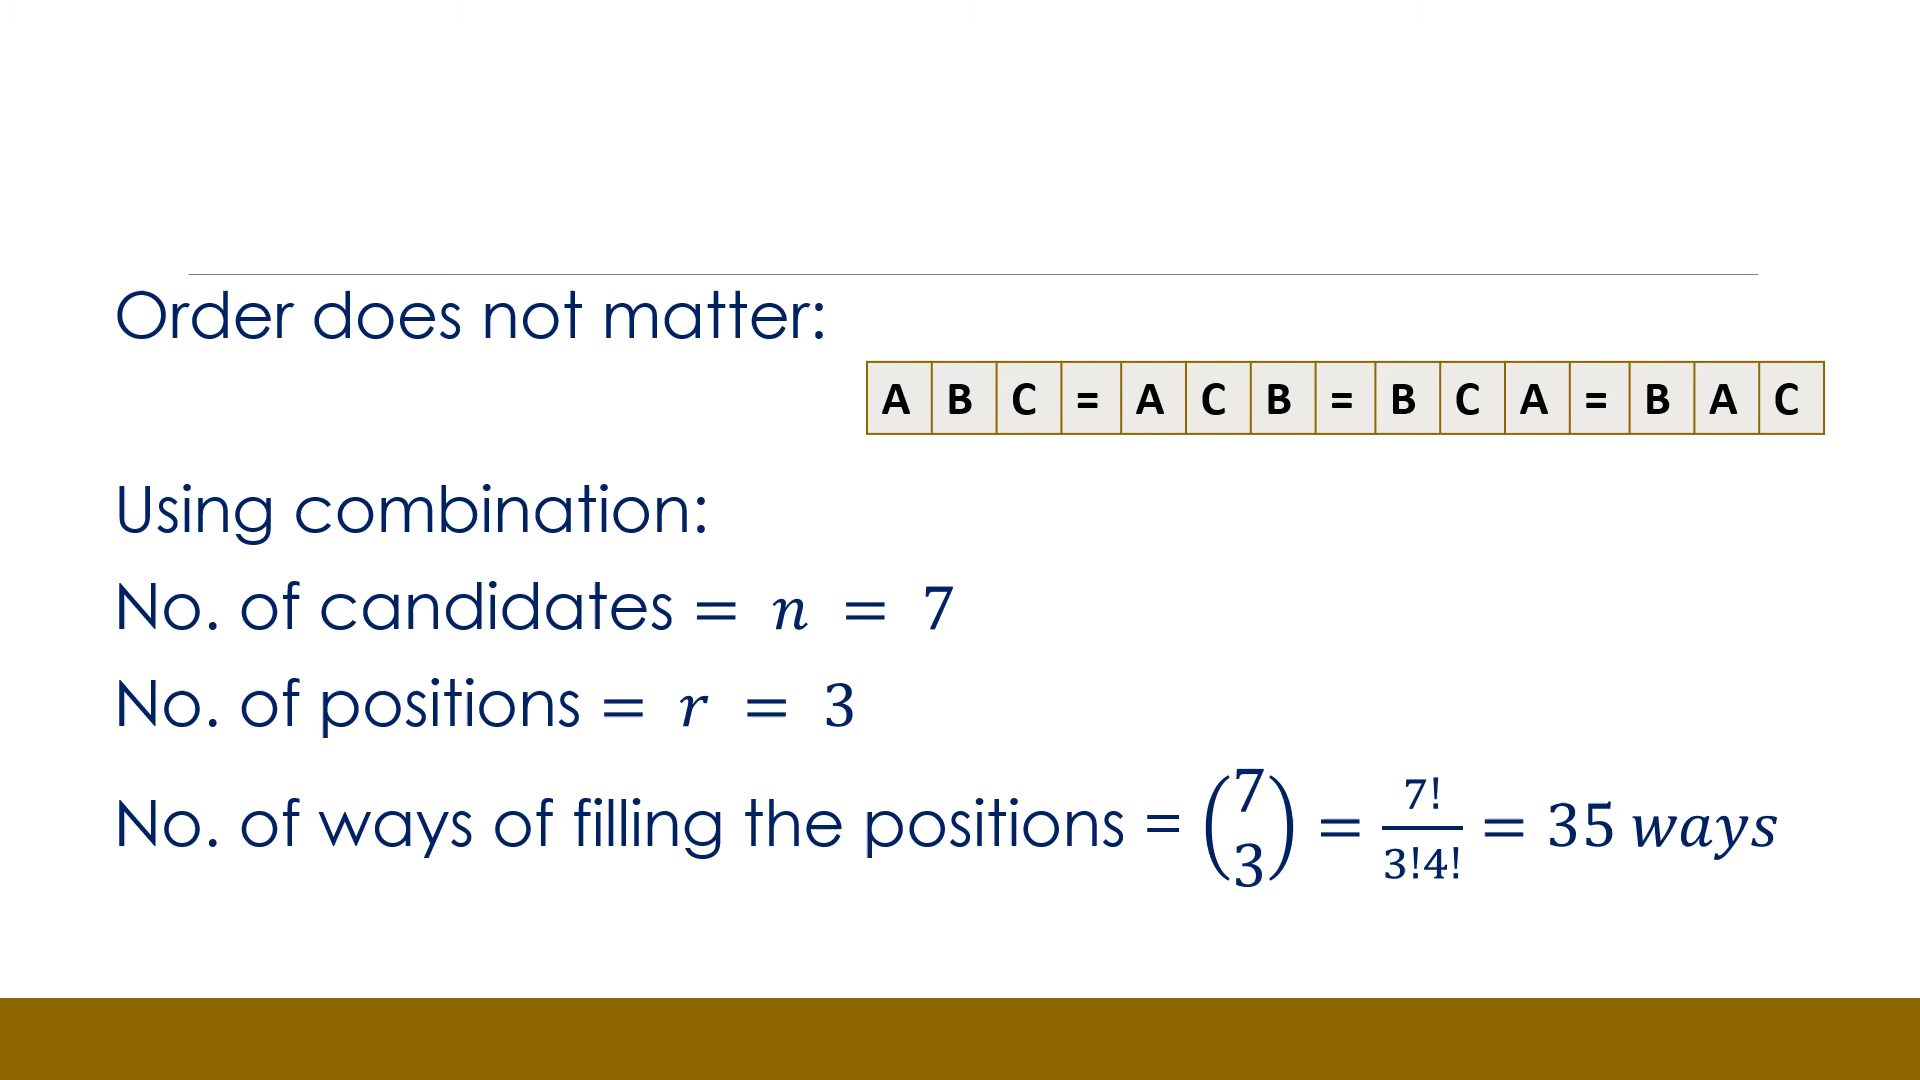 Order does not matter:
A B C = A C B = B C A = B A C
Using combination:
No. of candidates = n = 7
No. of positions = r = 3
No. of ways of filling the positions = (7 3) = 7!/3!4! = 35 ways